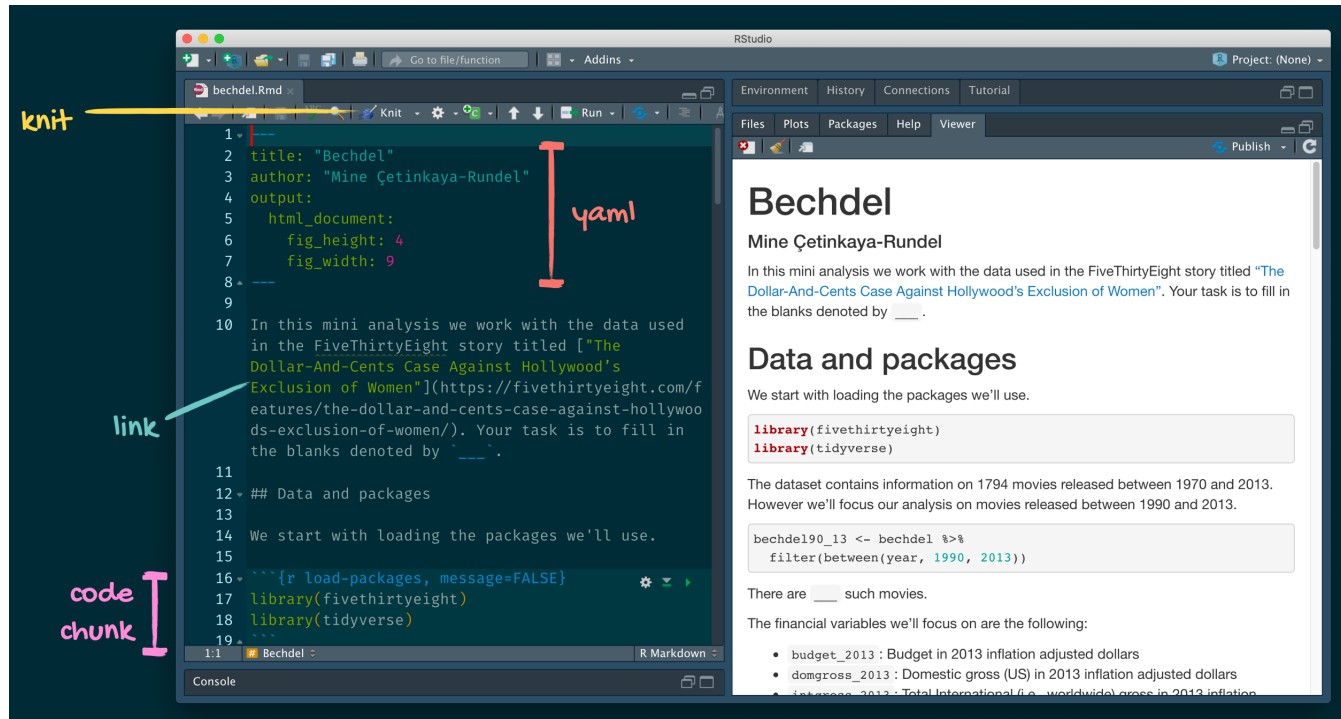 RStudio
Go to file/function
Addins
Project: (None)
bechdel.Rmd
Knit
Run
knit
1 ---
2 title: "Bechdel"
3 author: "Mine Çetinkaya-Rundel"
4 output:
5 html_document:
6 fig_height: 4
7 fig_width: 9
8 ---
yaml
9
10 In this mini analysis we work with the data used
in the FiveThirtyEight story titled ["The
Dollar-And-Cents Case Against Hollywood's
Exclusion of Women"](https://fivethirtyeight.com/f
eatures/the-dollar-and-cents-case-against-hollywoo
ds-exclusion-of-women/). Your task is to fill in
the blanks denoted by `___`.
link
11
12 ## Data and packages
13
14 We start with loading the packages we'll use.
15
16 ```{r load-packages, message=FALSE}
17 library(fivethirtyeight)
18 library(tidyverse)
19 ```
code
chunk
1:1 # Bechdel R Markdown
Console
Environment History Connections Tutorial
Files Plots Packages Help Viewer
Publish
Bechdel
Mine Çetinkaya-Rundel
In this mini analysis we work with the data used in the FiveThirtyEight story titled “The
Dollar-And-Cents Case Against Hollywood’s Exclusion of Women”. Your task is to fill in
the blanks denoted by ___ .
Data and packages
We start with loading the packages we’ll use.
library(fivethirtyeight)
library(tidyverse)
The dataset contains information on 1794 movies released between 1970 and 2013.
However we’ll focus our analysis on movies released between 1990 and 2013.
bechdel90_13 <- bechdel %>%
filter(between(year, 1990, 2013))
There are ___ such movies.
The financial variables we’ll focus on are the following:
• budget_2013 : Budget in 2013 inflation adjusted dollars
• domgross_2013 : Domestic gross (US) in 2013 inflation adjusted dollars
• intgross_2013 : Total International (i.e., worldwide) gross in 2013 inflation